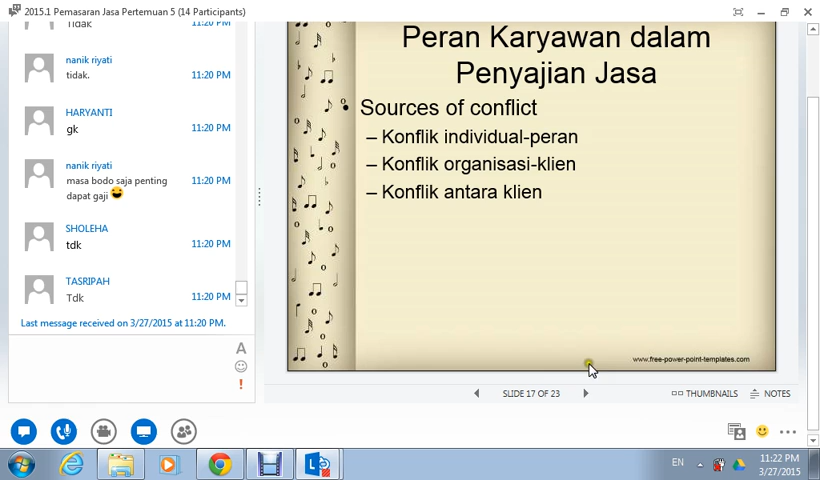 2015.1 Pemasaran Jasa Pertemuan 5 (14 Participants)
Tidak 11:20 PM
nanik riyati
tidak. 11:20 PM
HARYANTI
gk 11:20 PM
nanik riyati
masa bodo saja penting 11:20 PM
dapat gaji
SHOLEHA
tdk 11:20 PM
TASRIPAH
Tdk 11:20 PM
Last message received on 3/27/2015 at 11:20 PM.
A
!
Peran Karyawan dalam
Penyajian Jasa
• Sources of conflict
– Konflik individual-peran
– Konflik organisasi-klien
– Konflik antara klien
www.free-power-point-templates.com
SLIDE 17 OF 23
THUMBNAILS
NOTES
EN
11:22 PM
3/27/2015